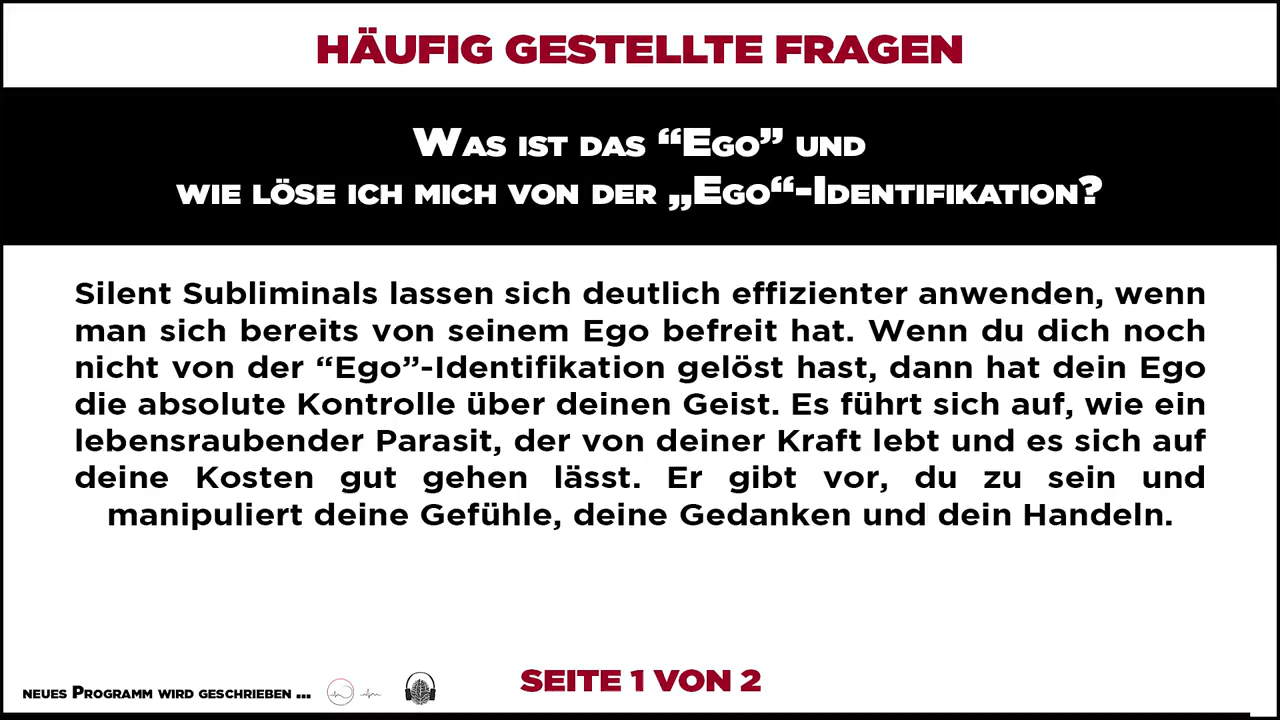 HÄUFIG GESTELLTE FRAGEN
Was ist das “Ego” und
wie löse ich mich von der „Ego“-Identifikation?
Silent Subliminals lassen sich deutlich effizienter anwenden, wenn
man sich bereits von seinem Ego befreit hat. Wenn du dich noch
nicht von der “Ego”-Identifikation gelöst hast, dann hat dein Ego
die absolute Kontrolle über deinen Geist. Es führt sich auf, wie ein
lebensraubender Parasit, der von deiner Kraft lebt und es sich auf
deine Kosten gut gehen lässt. Er gibt vor, du zu sein und
manipuliert deine Gefühle, deine Gedanken und dein Handeln.
neues Programm wird geschrieben ...
SEITE 1 VON 2